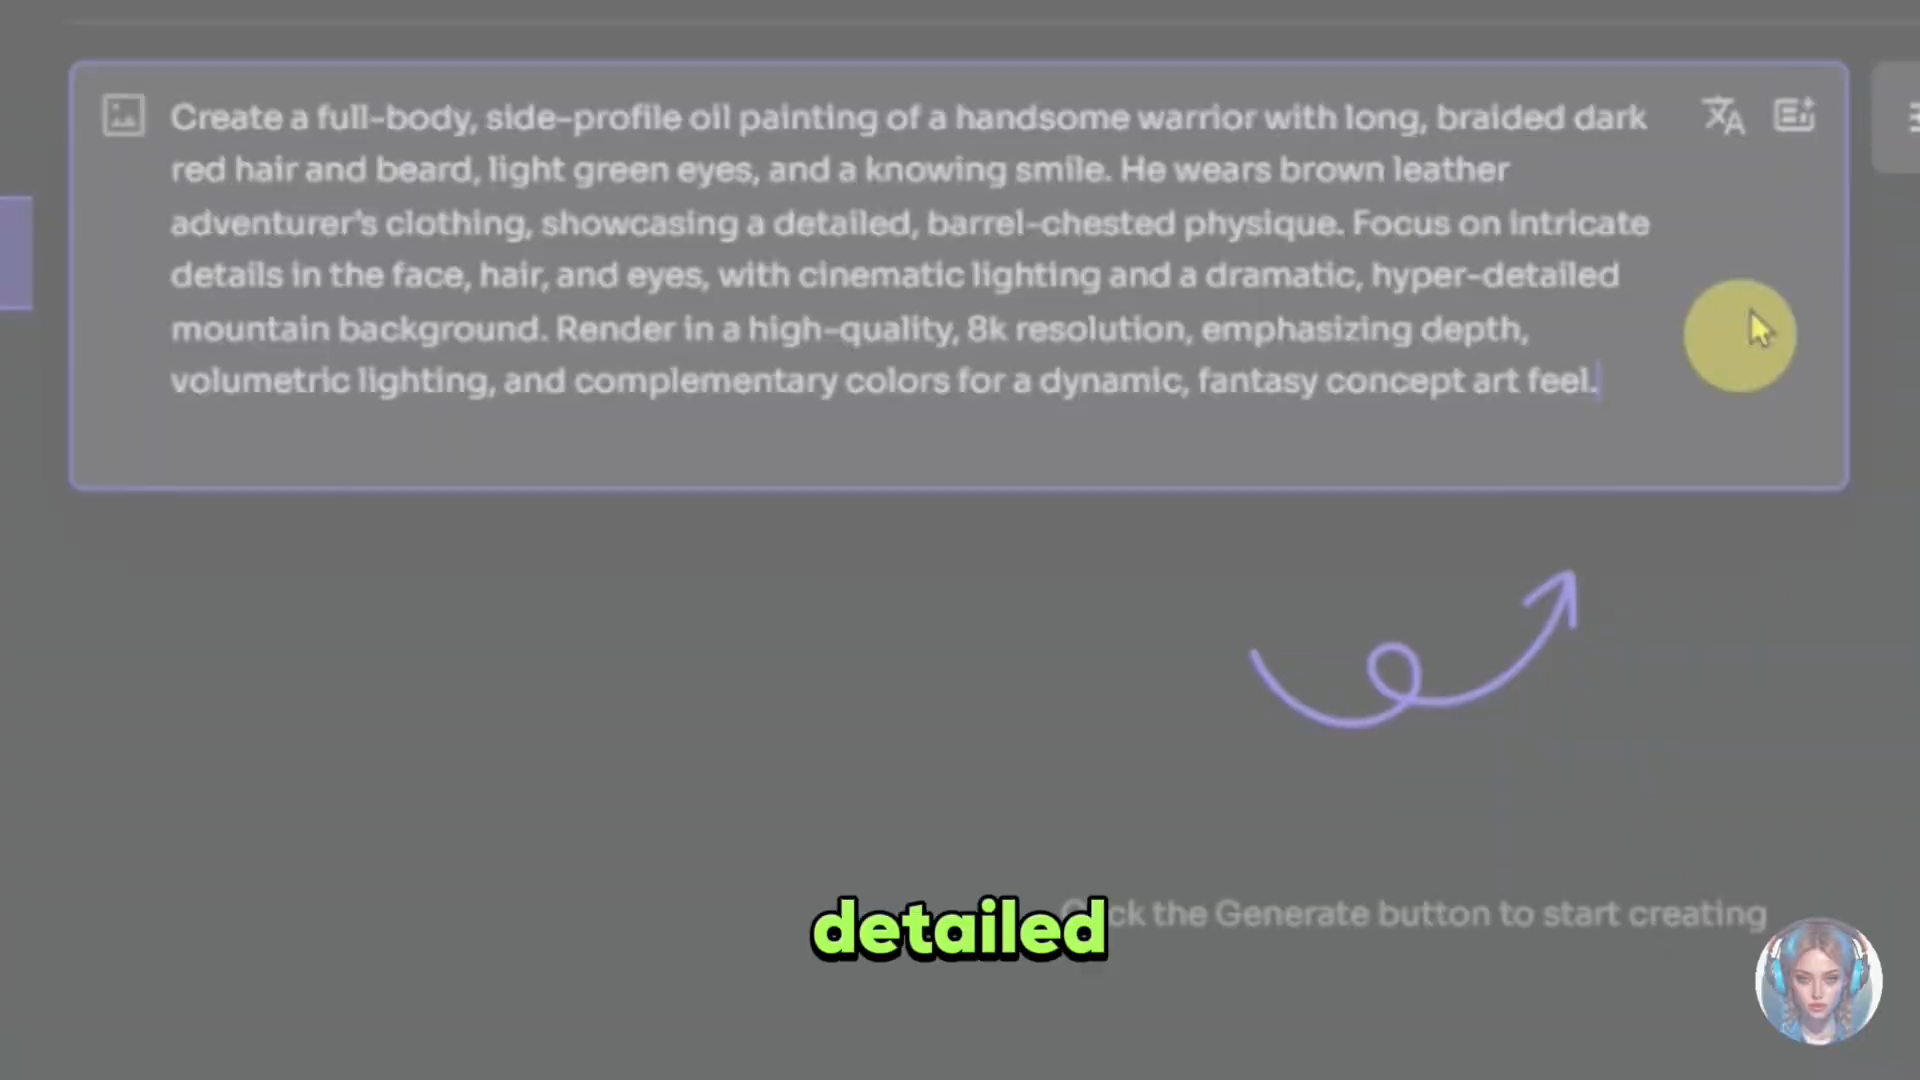 Create a full-body, side-profile oil painting of a handsome warrior with long, braided dark
red hair and beard, light green eyes, and a knowing smile. He wears brown leather
adventurer's clothing, showcasing a detailed, barrel-chested physique. Focus on intricate
details in the face, hair, and eyes, with cinematic lighting and a dramatic, hyper-detailed
mountain background. Render in a high-quality, 8k resolution, emphasizing depth,
volumetric lighting, and complementary colors for a dynamic, fantasy concept art feel.
the Generate button to start creating
detailed